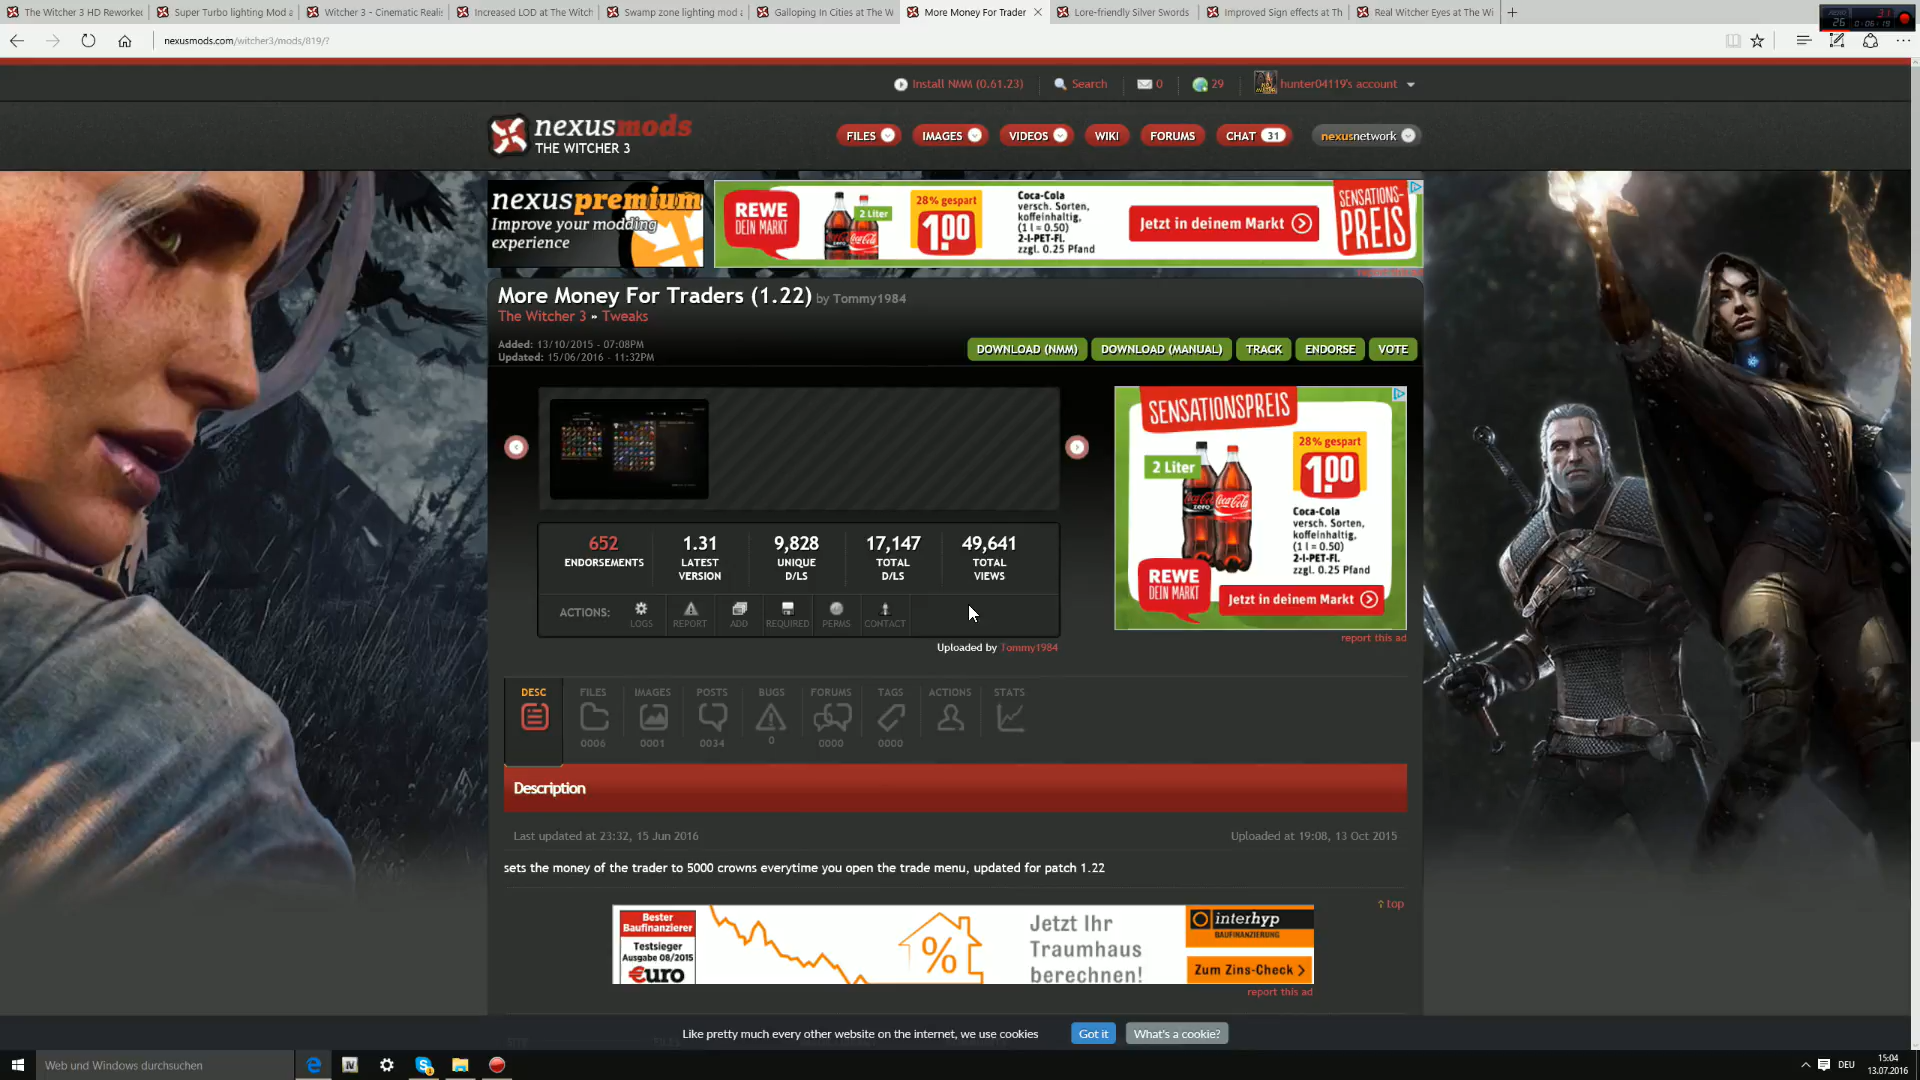 The Witcher 3 HD Reworked
Super Turbo lighting Mod a
Witcher 3 - Cinematic Realis
Increased LOD at The Witch
Swamp zone lighting mod a
Galloping In Cities at The W
More Money For Trader
Lore-friendly Silver Swords
Improved Sign effects at Th
Real Witcher Eyes at The Wi
26
31
0:06:19
nexusmods.com/witcher3/mods/819/?
Install NMM (0.61.23)
Search
0
29
hunter04119's account
nexusmods
THE WITCHER 3
FILES
IMAGES
VIDEOS
WIKI
FORUMS
CHAT 31
nexusnetwork
nexuspremium
Improve your modding
experience
REWE
DEIN MARKT
2 Liter
28% gespart
1.00
Coca-Cola
versch. Sorten,
koffeinhaltig,
(1 l = 0.50)
2-l-PET-Fl.
zzgl. 0.25 Pfand
Jetzt in deinem Markt
SENSATIONS-
PREIS
report this ad
More Money For Traders (1.22) by Tommy1984
The Witcher 3 » Tweaks
Added: 13/10/2015 - 07:08PM
Updated: 15/06/2016 - 11:32PM
DOWNLOAD (NMM)
DOWNLOAD (MANUAL)
TRACK
ENDORSE
VOTE
652
ENDORSEMENTS
1.31
LATEST
VERSION
9,828
UNIQUE
D/LS
17,147
TOTAL
D/LS
49,641
TOTAL
VIEWS
ACTIONS:
LOGS
REPORT
ADD
REQUIRED
PERMS
CONTACT
Uploaded by Tommy1984
SENSATIONSPREIS
2 Liter
28% gespart
1.00
Coca-Cola
versch. Sorten,
koffeinhaltig,
(1 l = 0.50)
2-l-PET-Fl.
zzgl. 0.25 Pfand
REWE
DEIN MARKT
Jetzt in deinem Markt
report this ad
DESC
FILES
0006
IMAGES
0001
POSTS
0034
BUGS
0
FORUMS
0000
TAGS
0000
ACTIONS
STATS
Description
Last updated at 23:32, 15 Jun 2016
Uploaded at 19:08, 13 Oct 2015
sets the money of the trader to 5000 crowns everytime you open the trade menu, updated for patch 1.22
top
Bester
Baufinanzierer
Testsieger
Ausgabe 08/2015
€uro
%
Jetzt Ihr
Traumhaus
berechnen!
interhyp
BAUFINANZIERUNG
Zum Zins-Check
report this ad
Like pretty much every other website on the internet, we use cookies
Got it
What's a cookie?
SITE
FILES
Web und Windows durchsuchen
DEU
15:04
13.07.2016